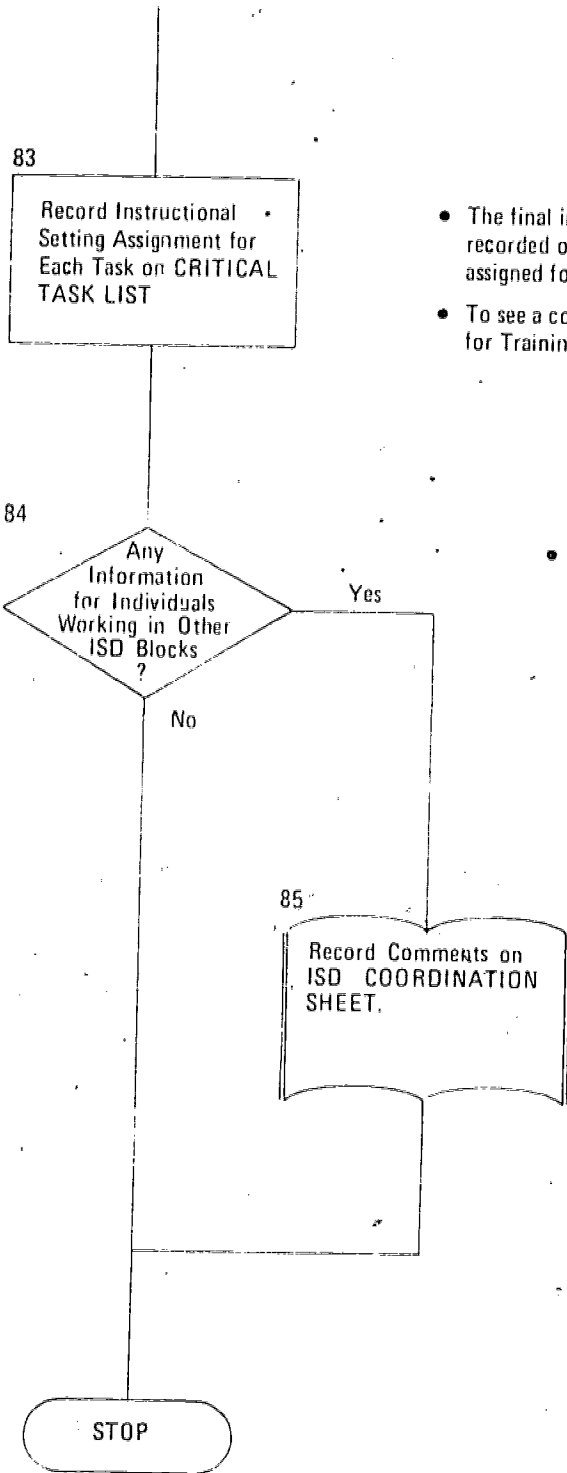 83
Record Instructional
Setting Assignment for
Each Task on CRITICAL
TASK LIST
• The final i
recorded o
assigned fo
• To see a co
for Trainin
84
Any
Information
for Individuals
Working in Other
ISD Blocks
?
Yes
No
85
Record Comments on
ISD COORDINATION
SHEET.
STOP